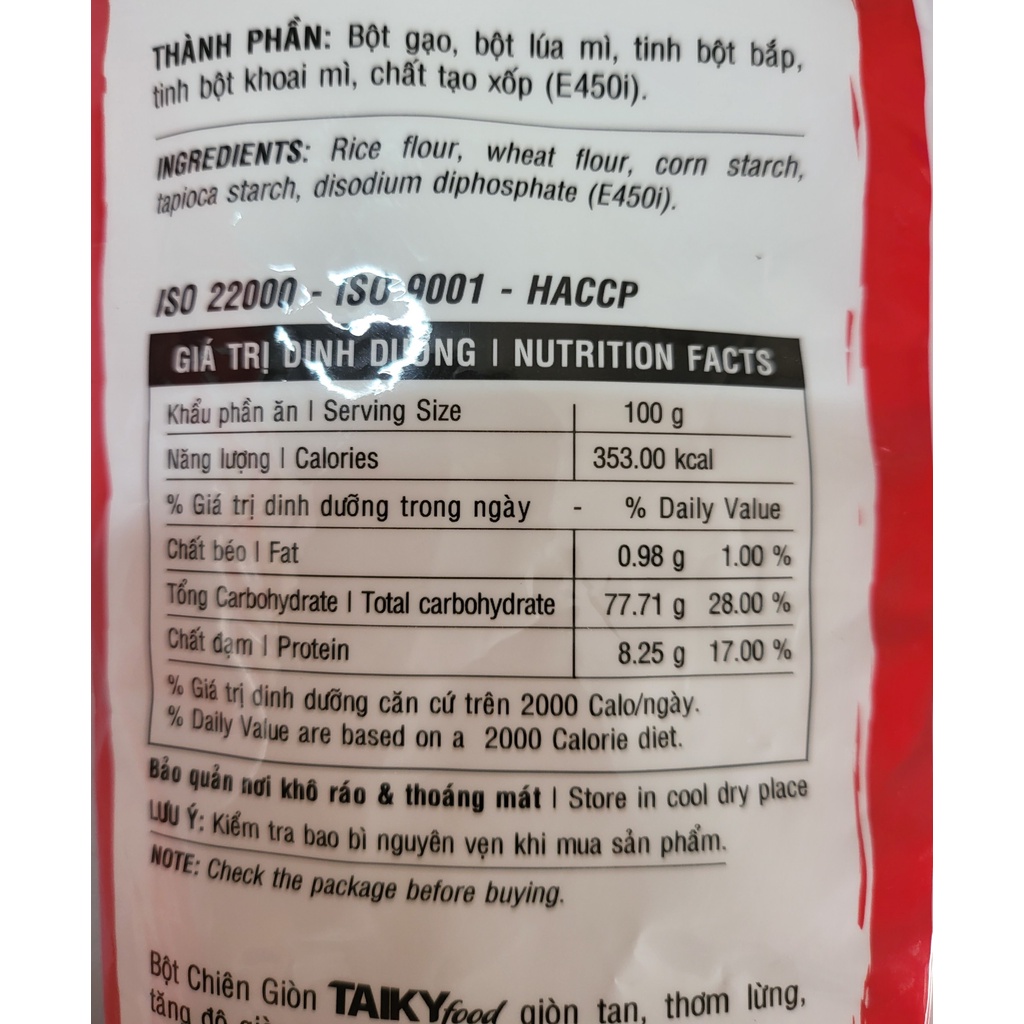 THÀNH PHẦN: Bột gạo, bột lúa mì, tinh bột bắp,
tinh bột khoai mì, chất tạo xốp (E450i).
INGREDIENTS: Rice flour, wheat flour, corn starch,
tapioca starch, disodium diphosphate (E450i).
ISO 22000 - ISO 9001 - HACCP
GIÁ TRỊ DINH DƯỠNG | NUTRITION FACTS
Khẩu phần ăn | Serving Size 100 g
Năng lượng | Calories 353.00 kcal
% Giá trị dinh dưỡng trong ngày - % Daily Value
Chất béo | Fat 0.98 g 1.00 %
Tổng Carbohydrate | Total carbohydrate 77.71 g 28.00 %
Chất đạm | Protein 8.25 g 17.00 %
% Giá trị dinh dưỡng căn cứ trên 2000 Calo/ngày.
% Daily Value are based on a 2000 Calorie diet.
Bảo quản nơi khô ráo & thoáng mát | Store in cool dry place
LƯU Ý: Kiểm tra bao bì nguyên vẹn khi mua sản phẩm.
NOTE: Check the package before buying.
Bột Chiên Giòn TAIKYfood giòn tan, thơm lừng,
tăng độ